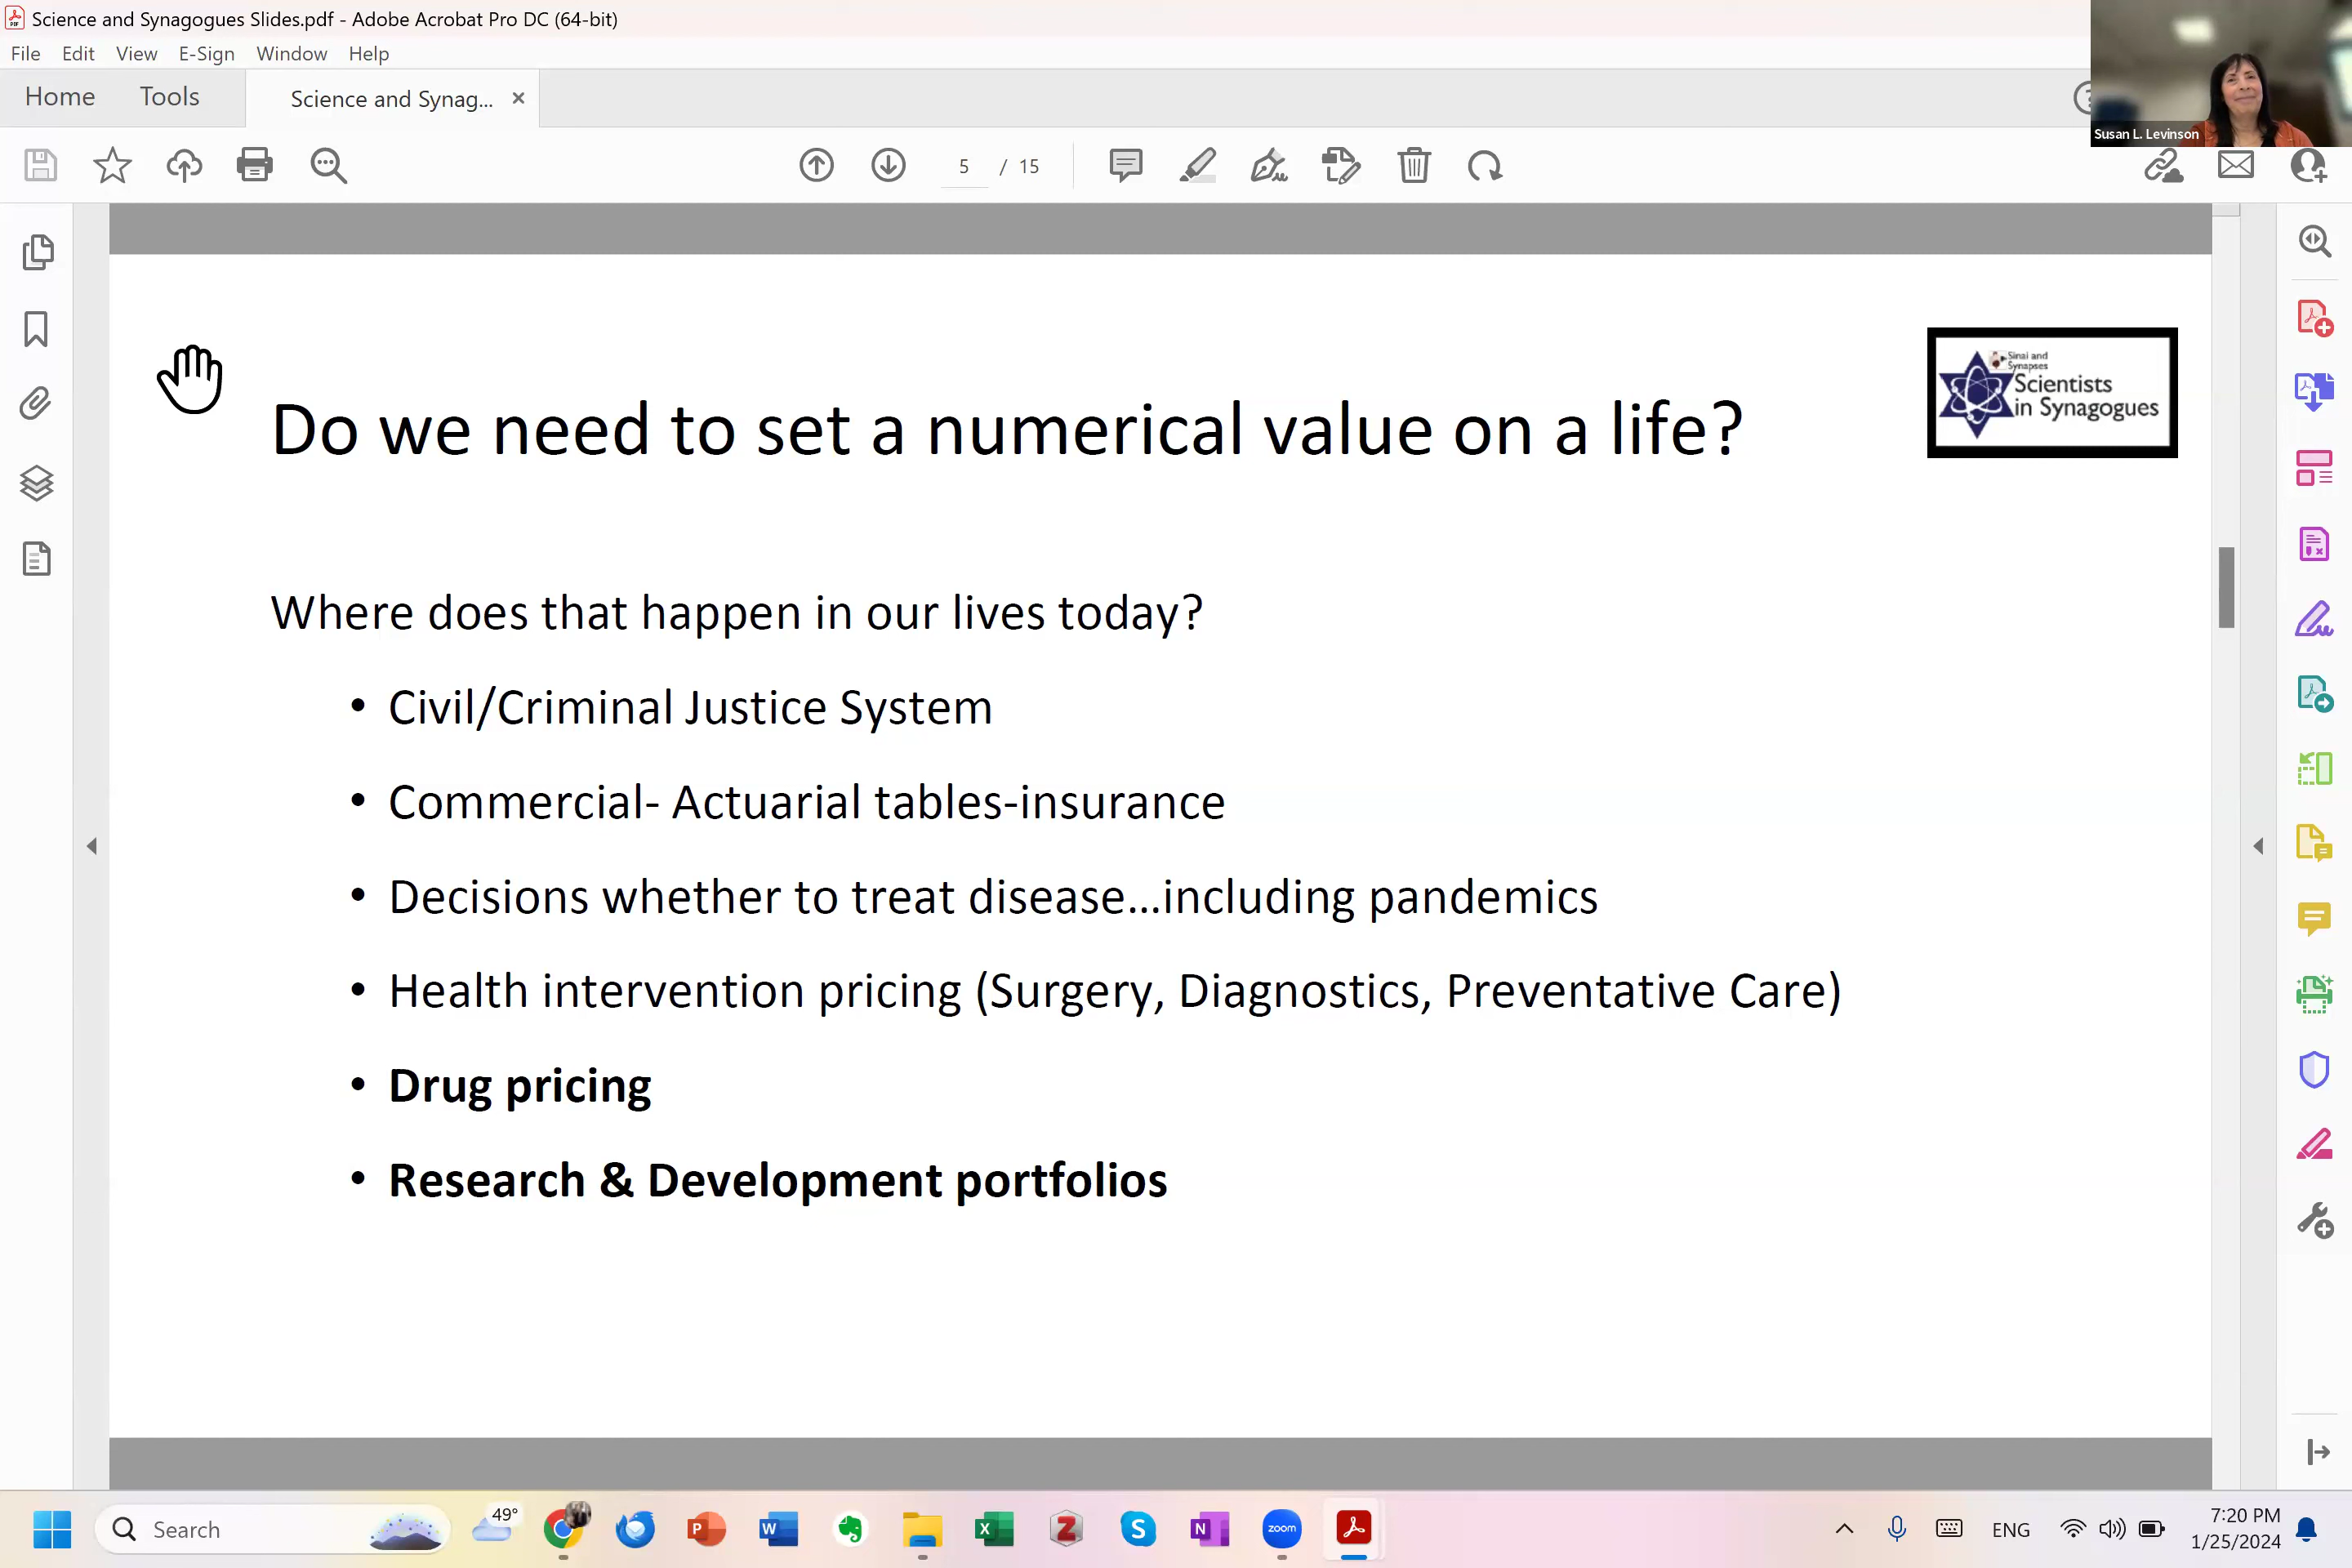 Science and Synagogues Slides.pdf - Adobe Acrobat Pro DC (64-bit)
File Edit View E-Sign Window Help
Home Tools Science and Synag... ×
Susan L. Levinson
5 / 15
Sinai and
Synapses
Scientists
in Synagogues
Do we need to set a numerical value on a life?
Where does that happen in our lives today?
• Civil/Criminal Justice System
• Commercial- Actuarial tables-insurance
• Decisions whether to treat disease...including pandemics
• Health intervention pricing (Surgery, Diagnostics, Preventative Care)
• Drug pricing
• Research & Development portfolios
Search
49°
P
W
X
Z
S
N
zoom
ENG
7:20 PM
1/25/2024